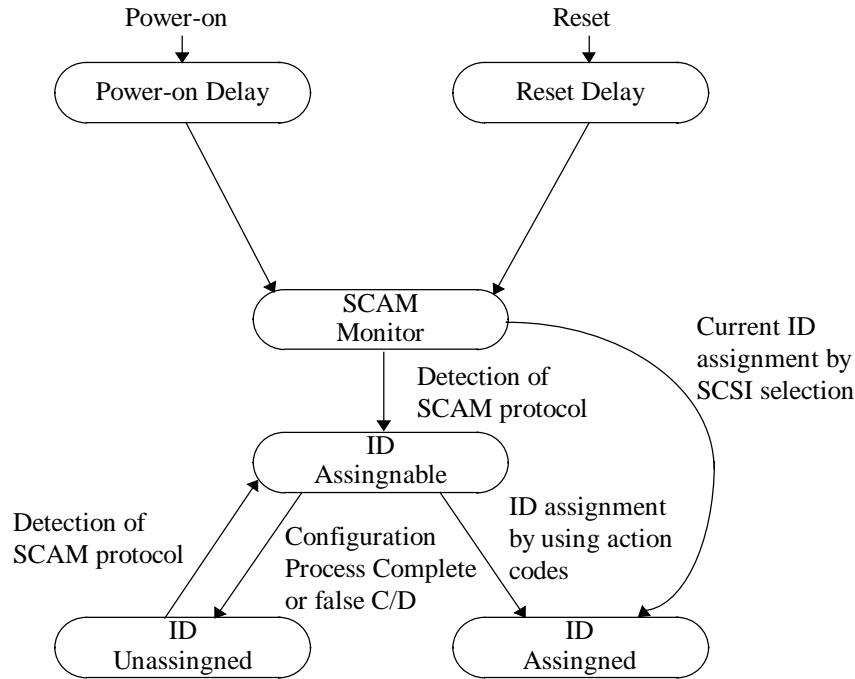 Power-on
Reset
Power-on Delay
Reset Delay
SCAM
Monitor
Current ID
assignment by
SCSI selection
Detection of
SCAM protocol
ID
Assingnable
Detection of
SCAM protocol
Configuration
Process Complete
or false C/D
ID assignment
by using action
codes
ID
Unassingned
ID
Assingned